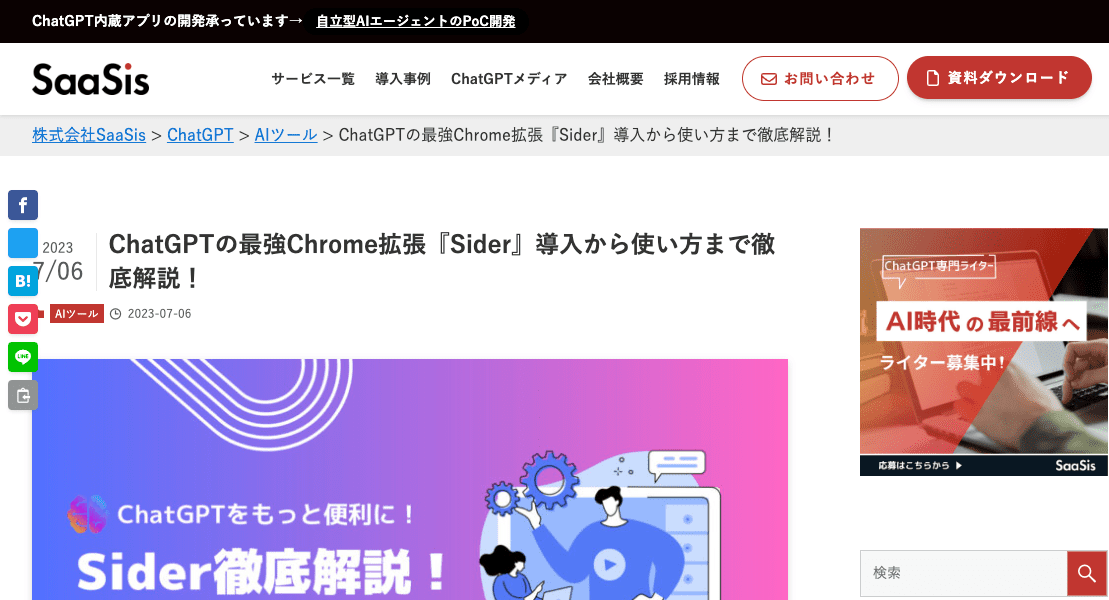 ChatGPT内蔵アプリの開発承っています→ 自立型AIエージェントのPoC開発
SaaSis
サービス一覧 導入事例 ChatGPTメディア 会社概要 採用情報 お問い合わせ 資料ダウンロード
株式会社SaaSis > ChatGPT > AIツール > ChatGPTの最強Chrome拡張『Sider』導入から使い方まで徹底解説！
2023
7/06
ChatGPTの最強Chrome拡張『Sider』導入から使い方まで徹
底解説！
B!
LINE
AIツール 2023-07-06
ChatGPTをもっと便利に！
Sider徹底解説！
ChatGPT専門ライター
AI時代の最前線へ
ライター募集中！
応募はこちらから ▶ SaaSis
検索